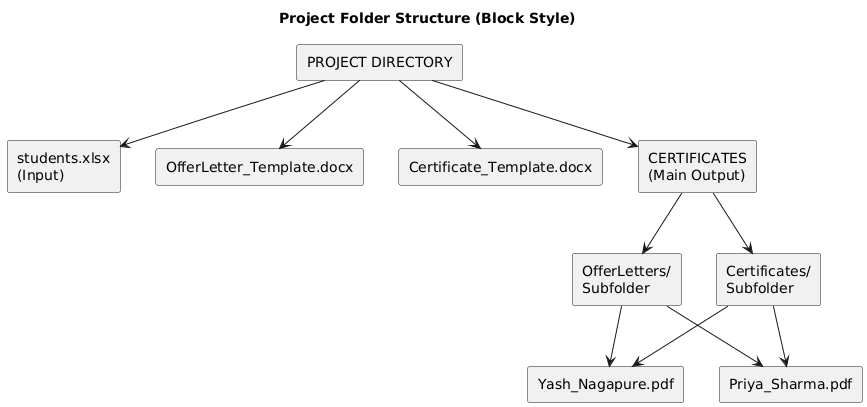 Project Folder Structure (Block Style)
PROJECT DIRECTORY
students.xlsx
(Input)
OfferLetter_Template.docx
Certificate_Template.docx
CERTIFICATES
(Main Output)
OfferLetters/
Subfolder
Certificates/
Subfolder
Yash_Nagapure.pdf
Priya_Sharma.pdf